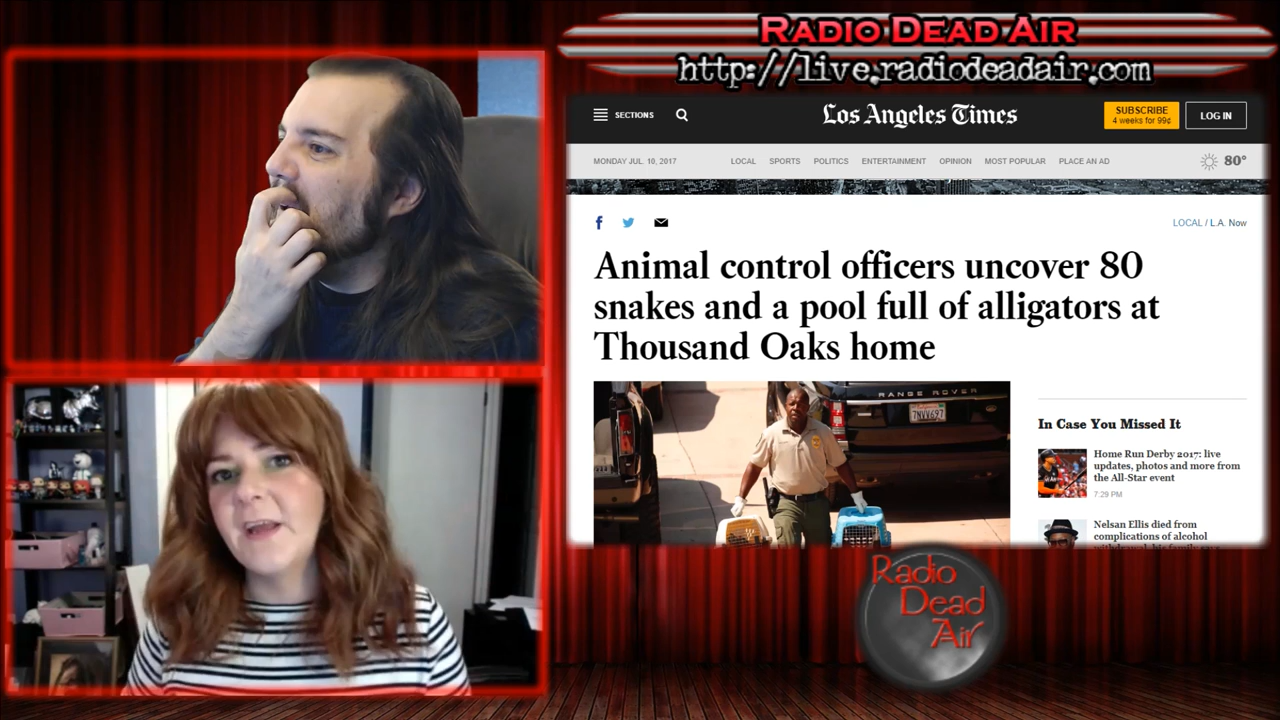 RADIO DEAD AIR
http://live.radiodeadair.com
SECTIONS
Los Angeles Times
SUBSCRIBE
4 weeks for 99¢
LOG IN
MONDAY JUL. 10, 2017
LOCAL SPORTS POLITICS ENTERTAINMENT OPINION MOST POPULAR PLACE AN AD
80°
LOCAL / L.A. Now
Animal control officers uncover 80
snakes and a pool full of alligators at
Thousand Oaks home
RANGE ROVER
7NVV697
In Case You Missed It
Home Run Derby 2017: live
updates, photos and more from
the All-Star event
7:29 PM
Nelsan Ellis died from
complications of alcohol
Radio
Dead
Air